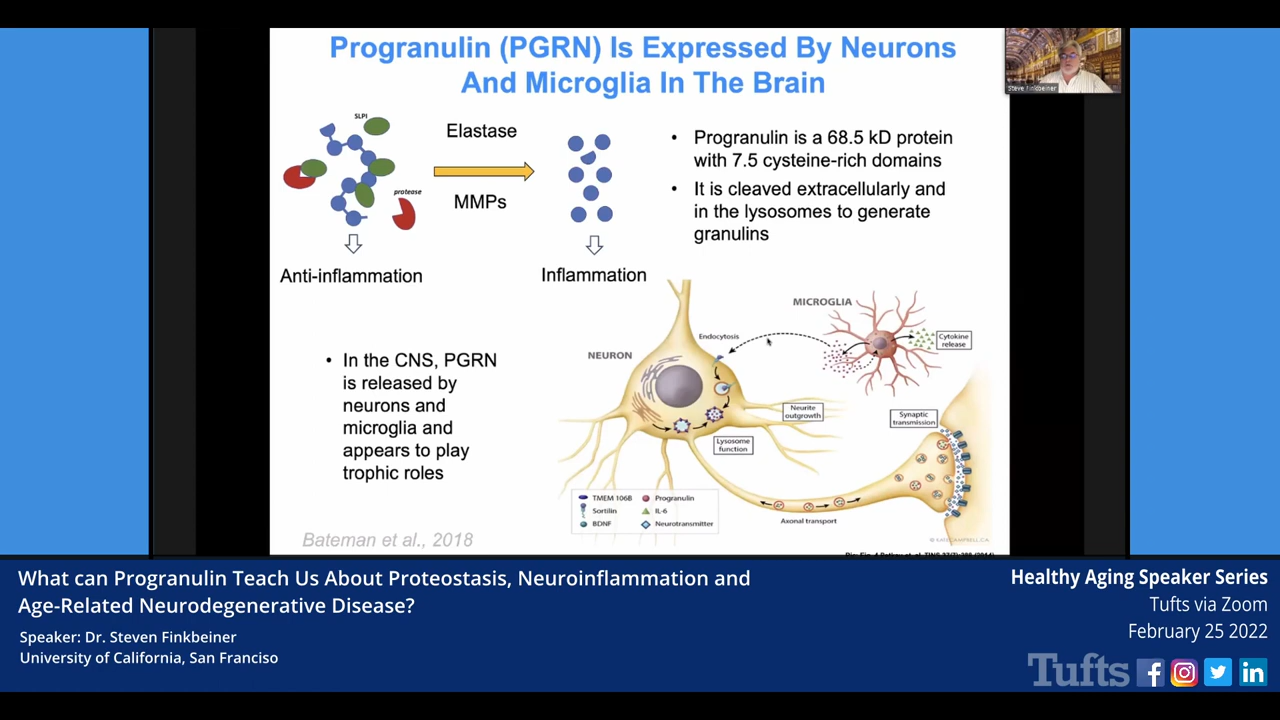 Progranulin (PGRN) Is Expressed By Neurons
And Microglia In The Brain
Steve Finkbeiner
SLPI
Elastase
protease
MMPs
Anti-inflammation
Inflammation
• Progranulin is a 68.5 kD protein
with 7.5 cysteine-rich domains
• It is cleaved extracellularly and
in the lysosomes to generate
granulins
• In the CNS, PGRN
is released by
neurons and
microglia and
appears to play
trophic roles
MICROGLIA
Endocytosis
Cytokine
release
NEURON
Neurite
outgrowth
Synaptic
transmission
Lysosome
function
TMEM 106B
Progranulin
Sortilin
IL-6
BDNF
Neurotransmitter
Axonal transport
Bateman et al., 2018
What can Progranulin Teach Us About Proteostasis, Neuroinflammation and
Age-Related Neurodegenerative Disease?
Speaker: Dr. Steven Finkbeiner
University of California, San Franciso
Healthy Aging Speaker Series
Tufts via Zoom
February 25 2022
Tufts